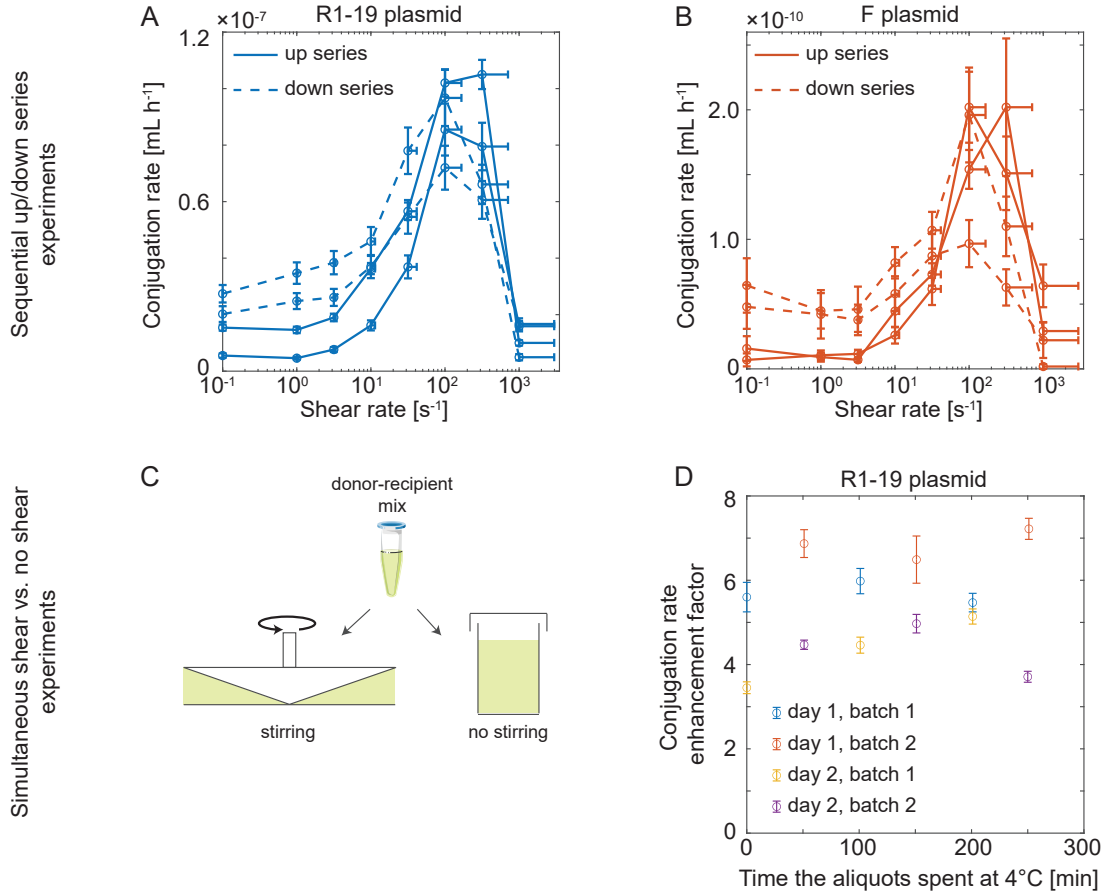 Sequential up/down series
experiments
A
×10⁻⁷
R1-19 plasmid
up series
down series
1.2
0.6
0
Conjugation rate [mL h⁻¹]
10⁻¹ 10⁰ 10¹ 10² 10³
Shear rate [s⁻¹]
B
×10⁻¹⁰
F plasmid
up series
down series
2.0
1.0
0
Conjugation rate [mL h⁻¹]
10⁻¹ 10⁰ 10¹ 10² 10³
Shear rate [s⁻¹]
Simultaneous shear vs. no shear
experiments
C
donor-recipient
mix
stirring
no stirring
D
R1-19 plasmid
8
6
4
2
0
Conjugation rate
enhancement factor
day 1, batch 1
day 1, batch 2
day 2, batch 1
day 2, batch 2
0 100 200 300
Time the aliquots spent at 4°C [min]